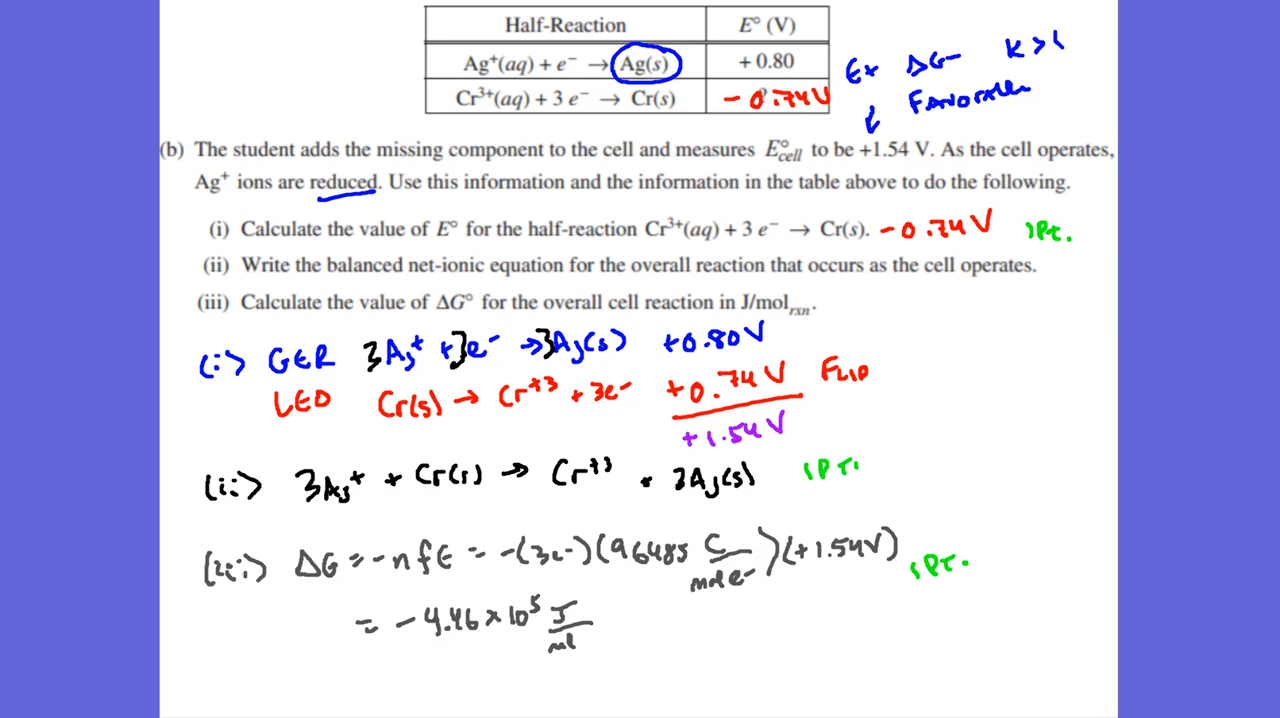 Half-Reaction E° (V)
Ag⁺(aq) + e⁻ → Ag(s) + 0.80
Cr³⁺(aq) + 3 e⁻ → Cr(s) - 0.74V
E+ ΔG- K>1
↓ FAVORABLE
(b) The student adds the missing component to the cell and measures E°cell to be +1.54 V. As the cell operates,
Ag⁺ ions are reduced. Use this information and the information in the table above to do the following.
(i) Calculate the value of E° for the half-reaction Cr³⁺(aq) + 3 e⁻ → Cr(s). - 0.74 V 1Pt.
(ii) Write the balanced net-ionic equation for the overall reaction that occurs as the cell operates.
(iii) Calculate the value of ΔG° for the overall cell reaction in J/molrxn.
(i) GER 3Ag⁺ + 3e⁻ → 3Ag(s) +0.80V
LEO Cr(s) → Cr⁺³ + 3e⁻ +0.74V FLIP
+1.54V
(ii) 3Ag⁺ + Cr(s) → Cr⁺³ + 3Ag(s) 1PT.
(iii) ΔG = -nfE = -(3e-)(96485 C/mole-)(+1.54V) 1PT.
= -4.46 × 10⁵ J/mol